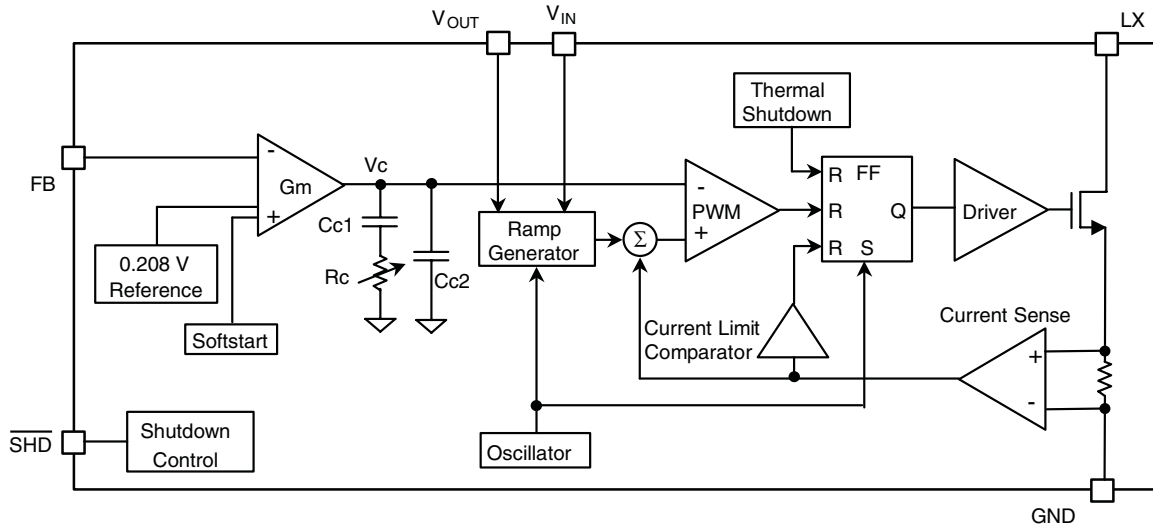 VOUT
VIN
LX
Thermal
Shutdown
FB
-
Gm
+
Vc
-
PWM
+
R FF
R
Q
R S
Driver
Cc1
Rc
Cc2
Ramp
Generator
Σ
0.208 V
Reference
Softstart
Current Limit
Comparator
Current Sense
+
-
SHD
Shutdown
Control
Oscillator
GND